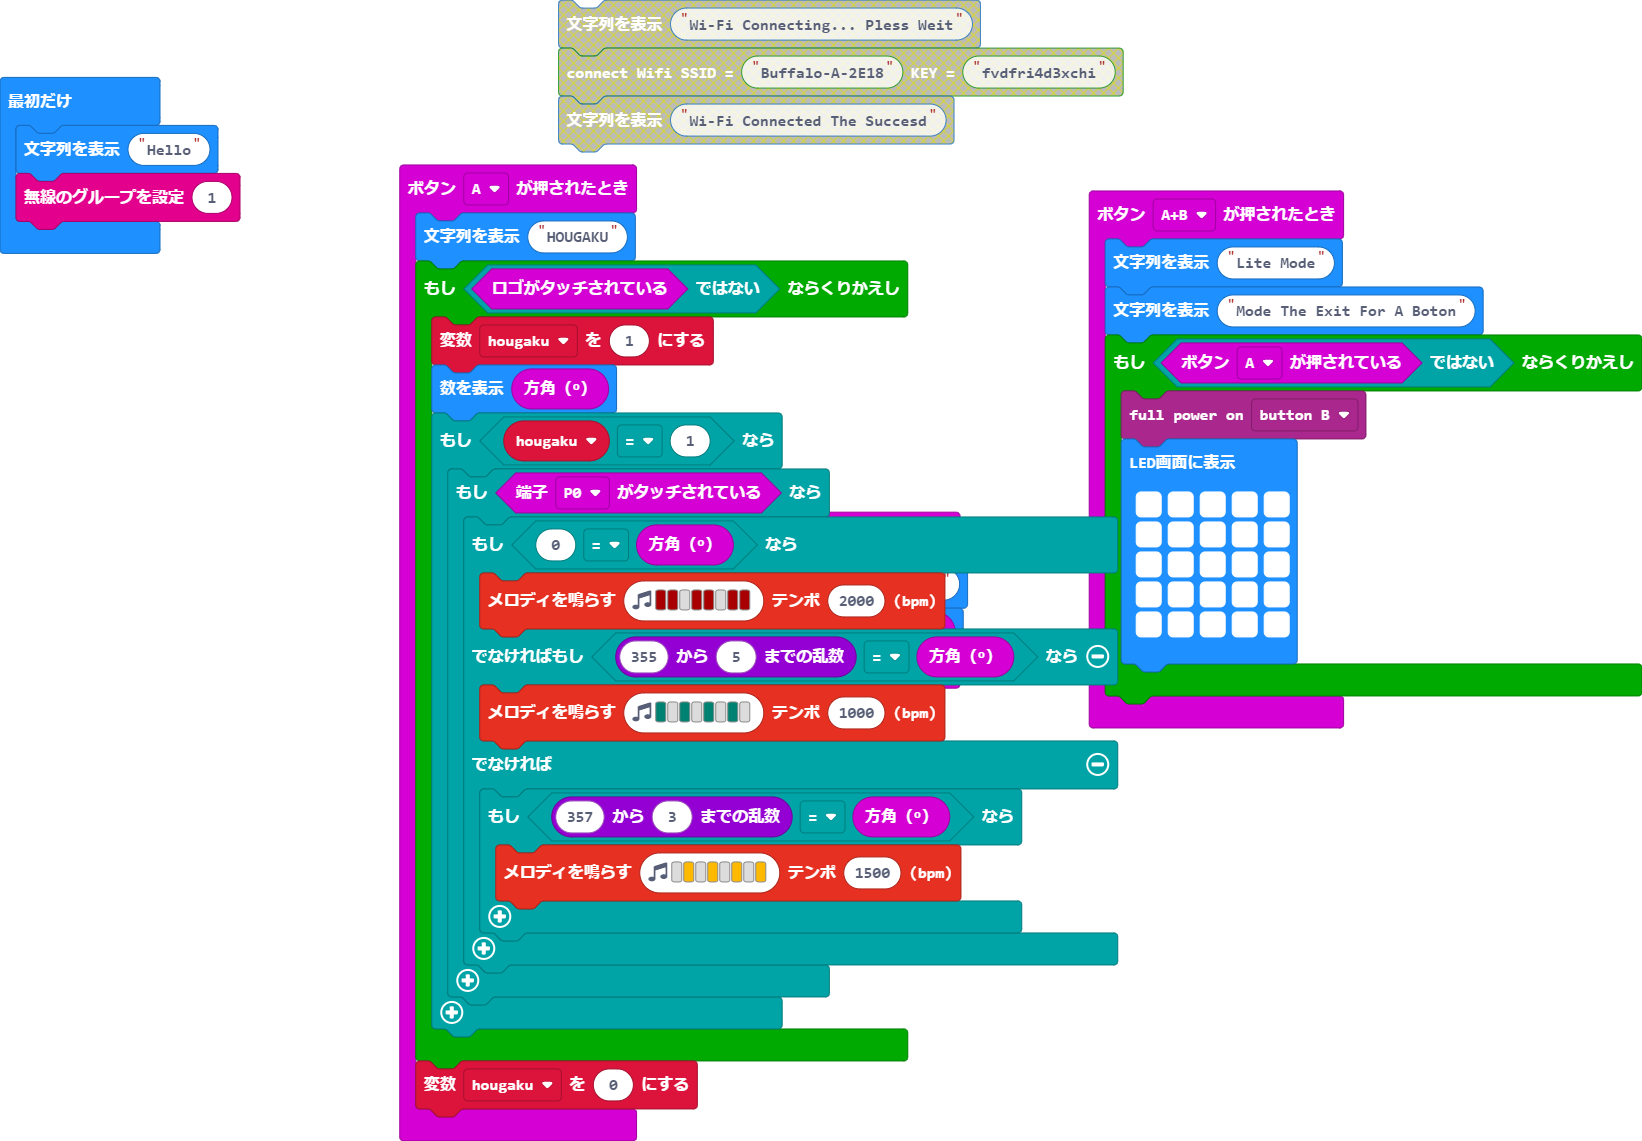 文字列を表示 "Wi-Fi Connecting... Pless Weit"
connect Wifi SSID = "Buffalo-A-2E18" KEY = "fvdfri4d3xchi"
文字列を表示 "Wi-Fi Connected The Succesd"
最初だけ
文字列を表示 "Hello"
無線のグループを設定 1
ボタン A が押されたとき
文字列を表示 "HOUGAKU"
もし ロゴがタッチされている ではない ならくりかえし
変数 hougaku を 1 にする
数を表示 方角 (°)
もし hougaku = 1 なら
もし 端子 P0 がタッチされている なら
もし 0 = 方角 (°) なら
メロディを鳴らす テンポ 2000 (bpm)
でなければもし 355 から 5 までの乱数 = 方角 (°) なら
メロディを鳴らす テンポ 1000 (bpm)
でなければ
もし 357 から 3 までの乱数 = 方角 (°) なら
メロディを鳴らす テンポ 1500 (bpm)
変数 hougaku を 0 にする
ボタン A+B が押されたとき
文字列を表示 "Lite Mode"
文字列を表示 "Mode The Exit For A Boton"
もし ボタン A が押されている ではない ならくりかえし
full power on button B
LED画面に表示